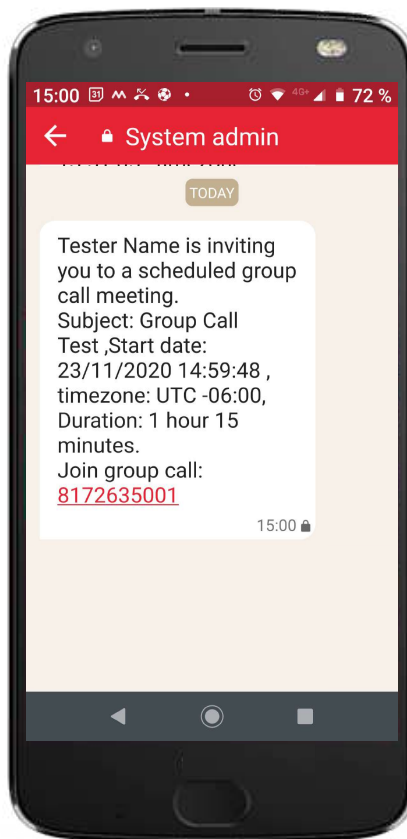 15:00 31 4G+ 72 %
System admin
TODAY
Tester Name is inviting
you to a scheduled group
call meeting.
Subject: Group Call
Test ,Start date:
23/11/2020 14:59:48 ,
timezone: UTC -06:00,
Duration: 1 hour 15
minutes.
Join group call:
8172635001
15:00